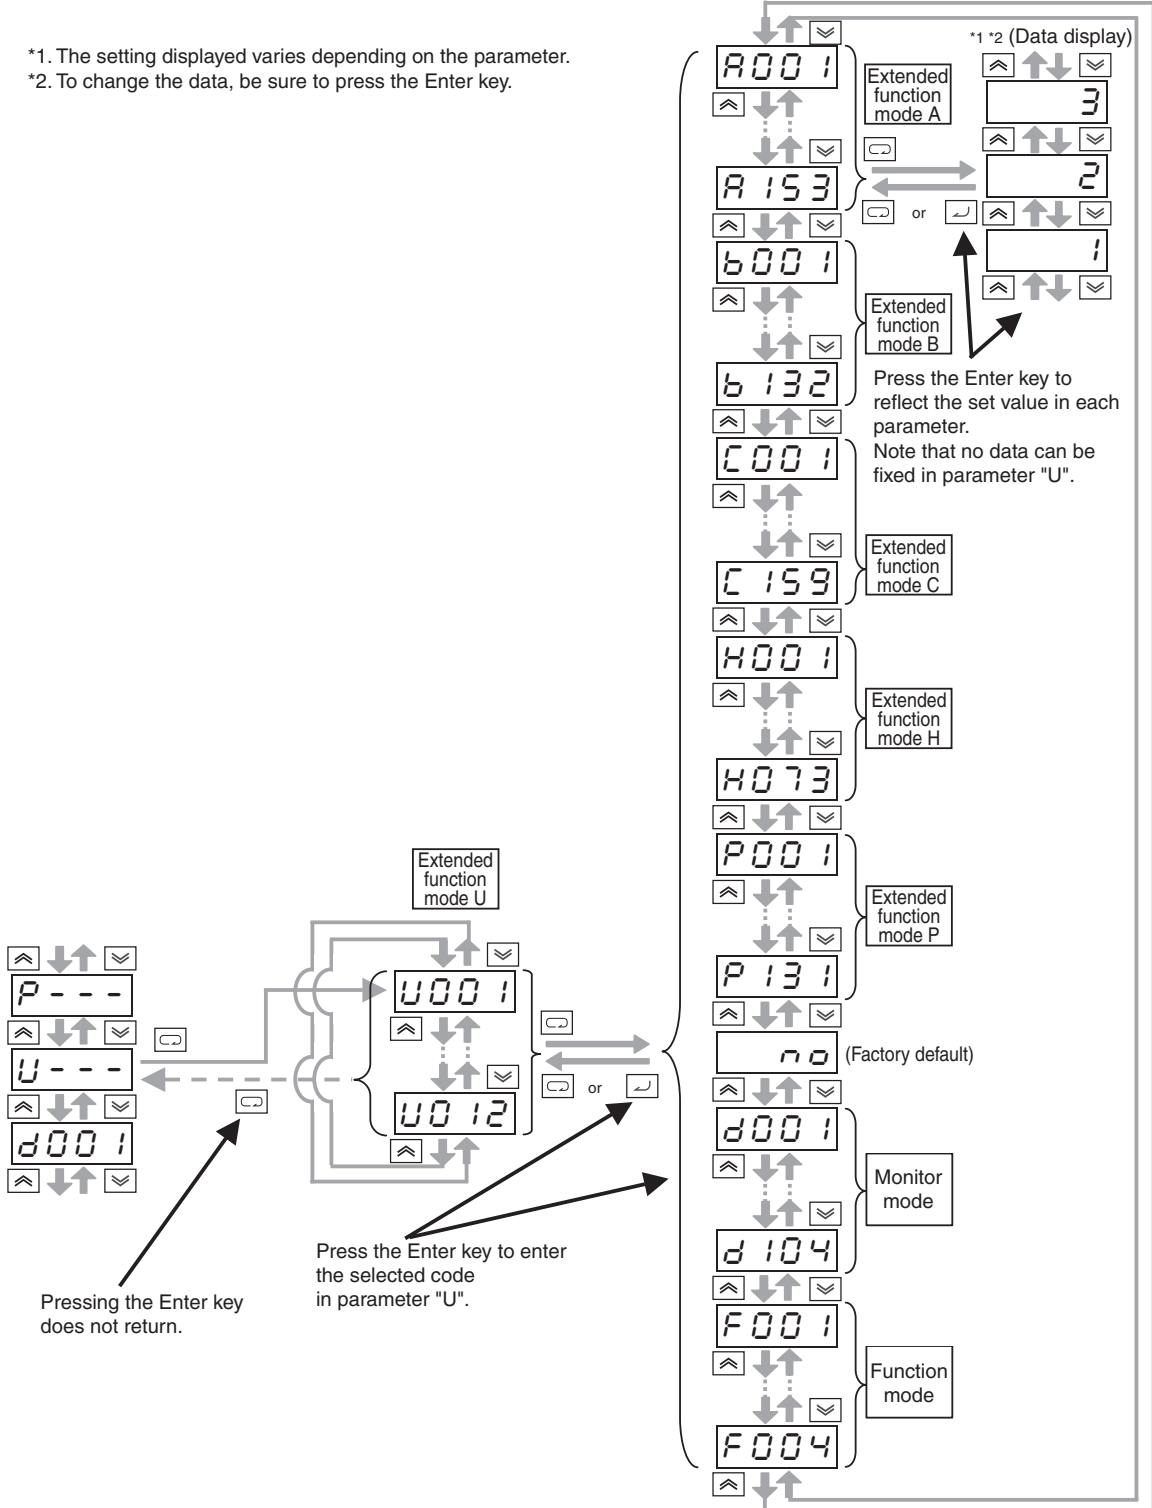 *1. The setting displayed varies depending on the parameter.
*2. To change the data, be sure to press the Enter key.
*1 *2 (Data display)
A001
Extended
function
mode A
3
A153
2
or
b001
1
Extended
function
mode B
b132
Press the Enter key to
reflect the set value in each
parameter.
Note that no data can be
fixed in parameter "U".
C001
Extended
function
mode C
C159
H001
Extended
function
mode H
H073
P001
Extended
function
mode P
P131
Extended
function
mode U
P---
U---
d001
U001
U012
or
no
(Factory default)
d001
Monitor
mode
d104
F001
Function
mode
F004
Press the Enter key to enter
the selected code
in parameter "U".
Pressing the Enter key
does not return.